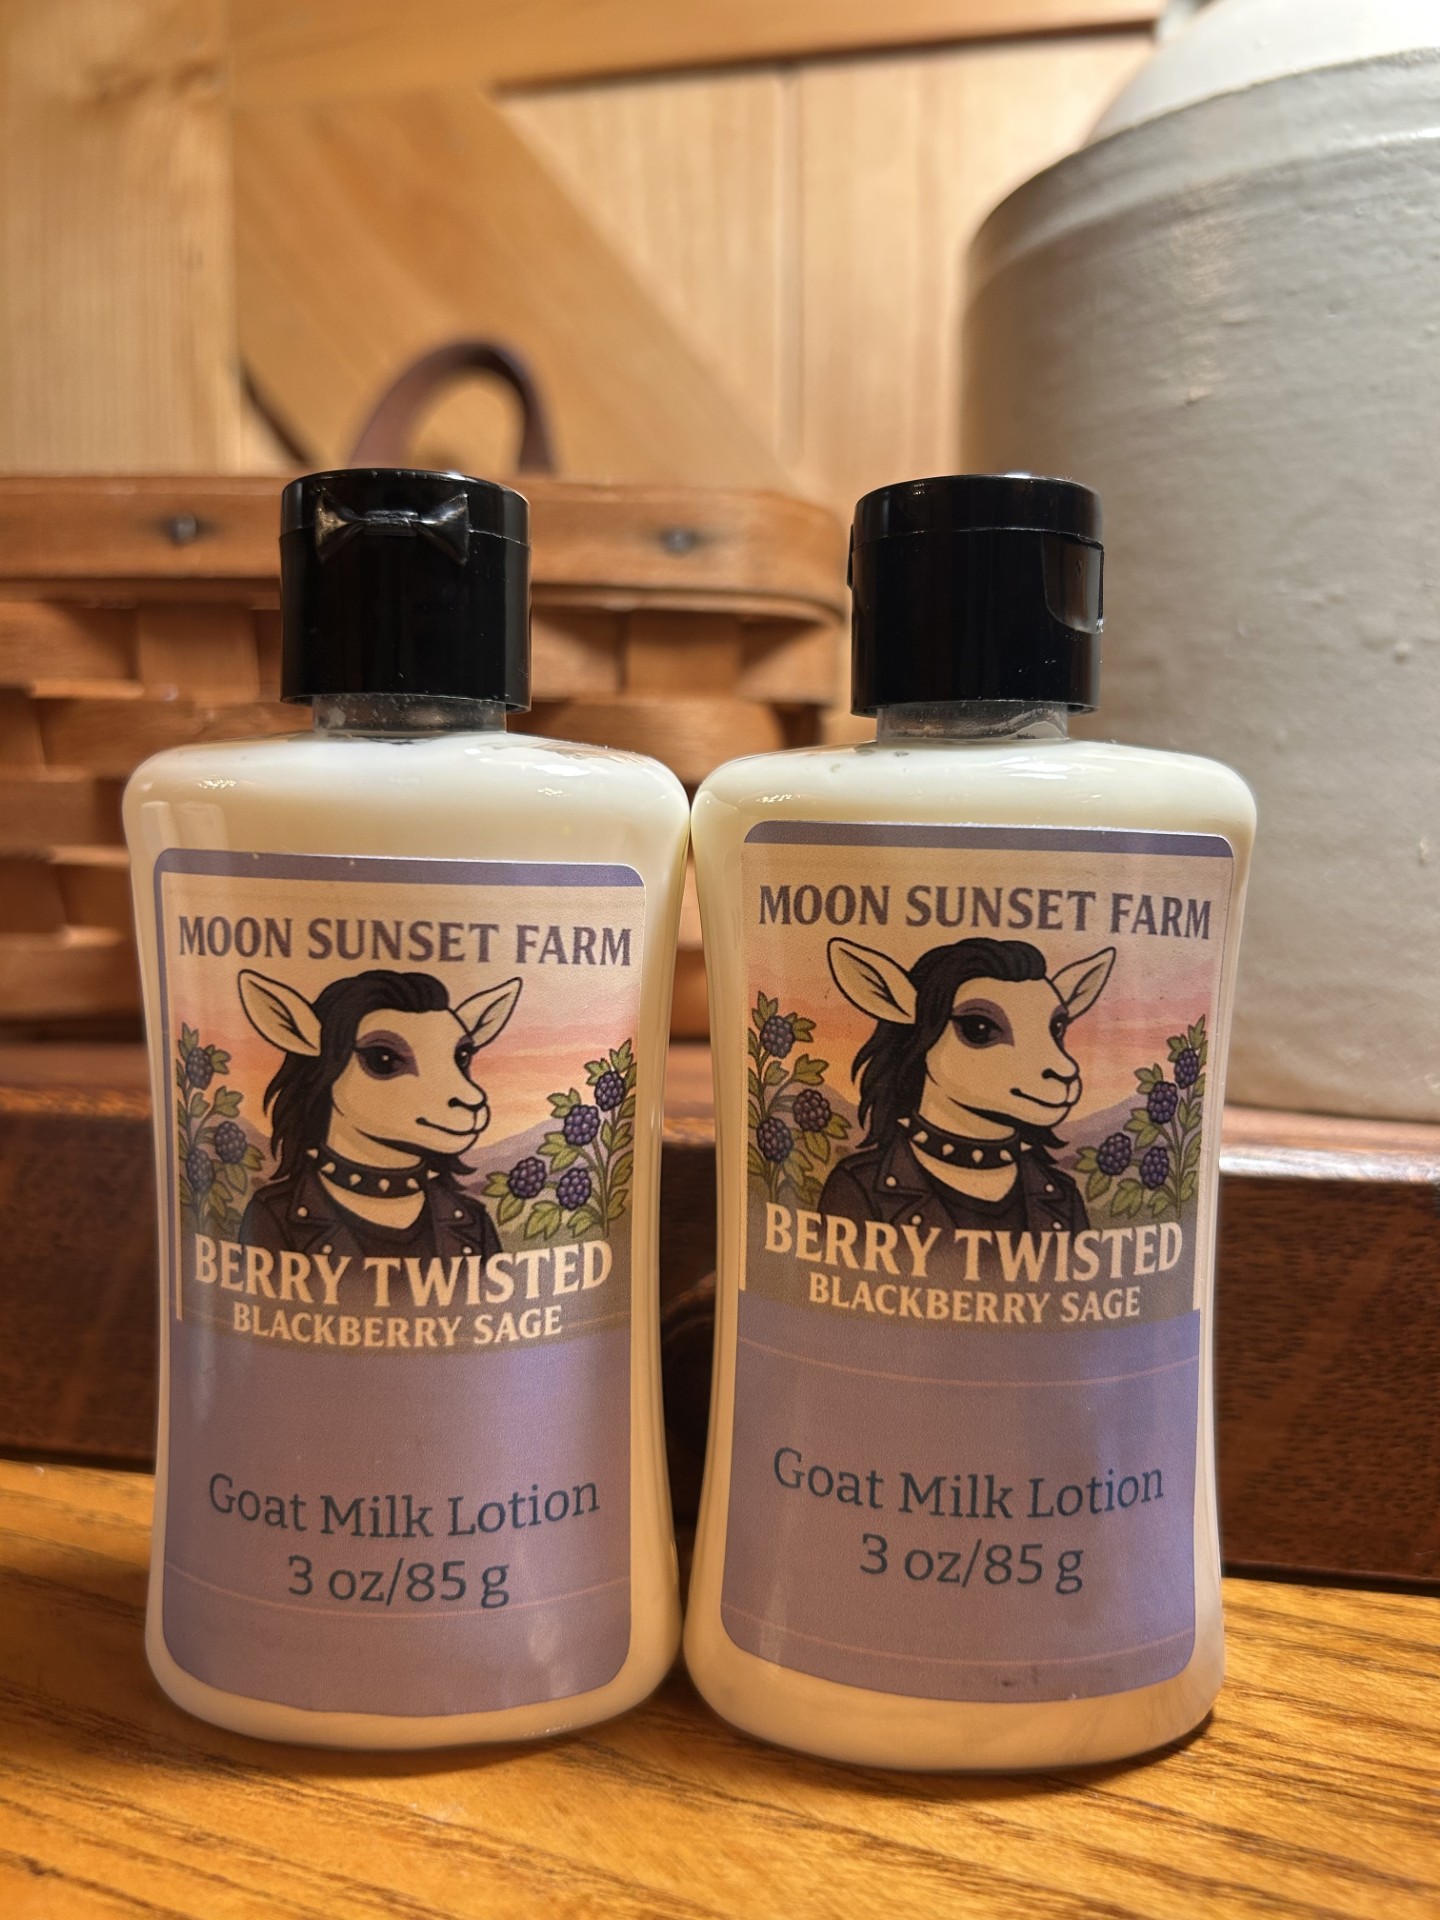 MOON SUNSET FARM
BERRY TWISTED
BLACKBERRY SAGE
Goat Milk Lotion
3 oz/85 g
MOON SUNSET FARM
BERRY TWISTED
BLACKBERRY SAGE
Goat Milk Lotion
3 oz/85 g